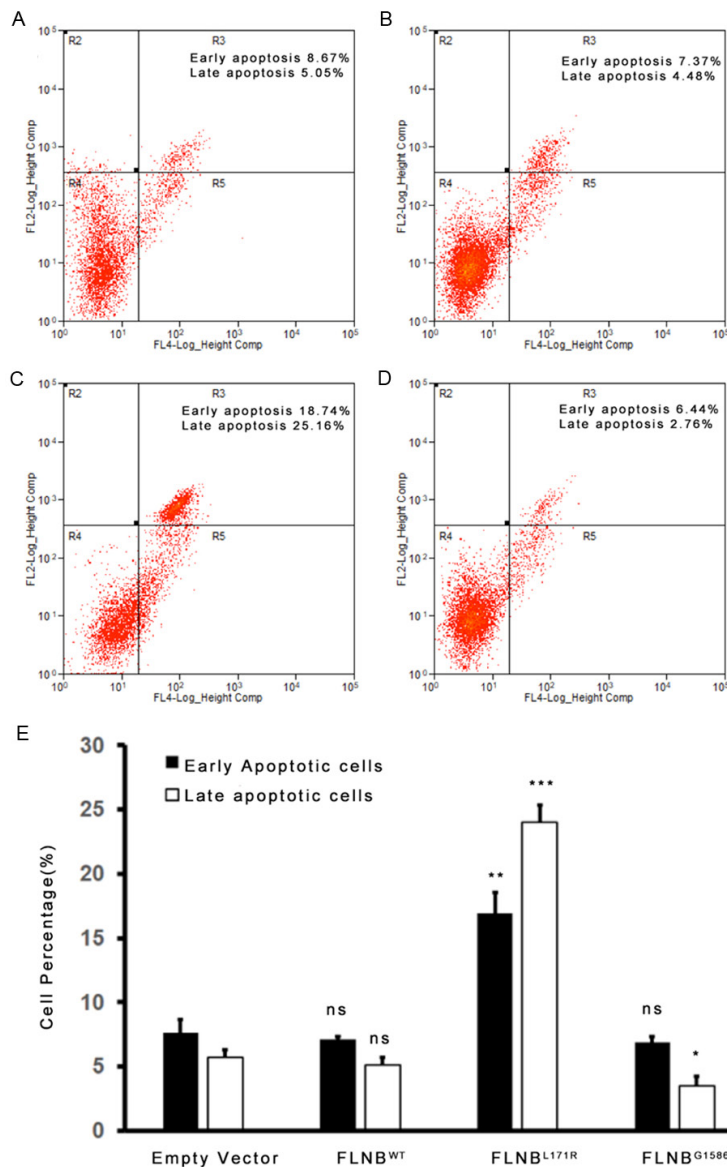 A
10⁵
R2
R3
Early apoptosis 8.67%
Late apoptosis 5.05%
10⁴
FL2-Log_Height Comp
10³
R4
R5
10²
10¹
10⁰
10⁰ 10¹ 10² 10³ 10⁴ 10⁵
FL4-Log_Height Comp
B
10⁵
R2
R3
Early apoptosis 7.37%
Late apoptosis 4.48%
10⁴
FL2-Log_Height Comp
10³
R4
R5
10²
10¹
10⁰
10⁰ 10¹ 10² 10³ 10⁴ 10⁵
FL4-Log_Height Comp
C
10⁵
R2
R3
Early apoptosis 18.74%
Late apoptosis 25.16%
10⁴
FL2-Log_Height Comp
10³
R4
R5
10²
10¹
10⁰
10⁰ 10¹ 10² 10³ 10⁴ 10⁵
FL4-Log_Height Comp
D
10⁵
R2
R3
Early apoptosis 6.44%
Late apoptosis 2.76%
10⁴
FL2-Log_Height Comp
10³
R4
R5
10²
10¹
10⁰
10⁰ 10¹ 10² 10³ 10⁴ 10⁵
FL4-Log_Height Comp
E
30
Early Apoptotic cells
Late apoptotic cells
***
25
20
**
Cell Percentage(%)
15
10
ns ns ns
*
5
0
Empty Vector FLNB^WT FLNB^L171R FLNB^G1586